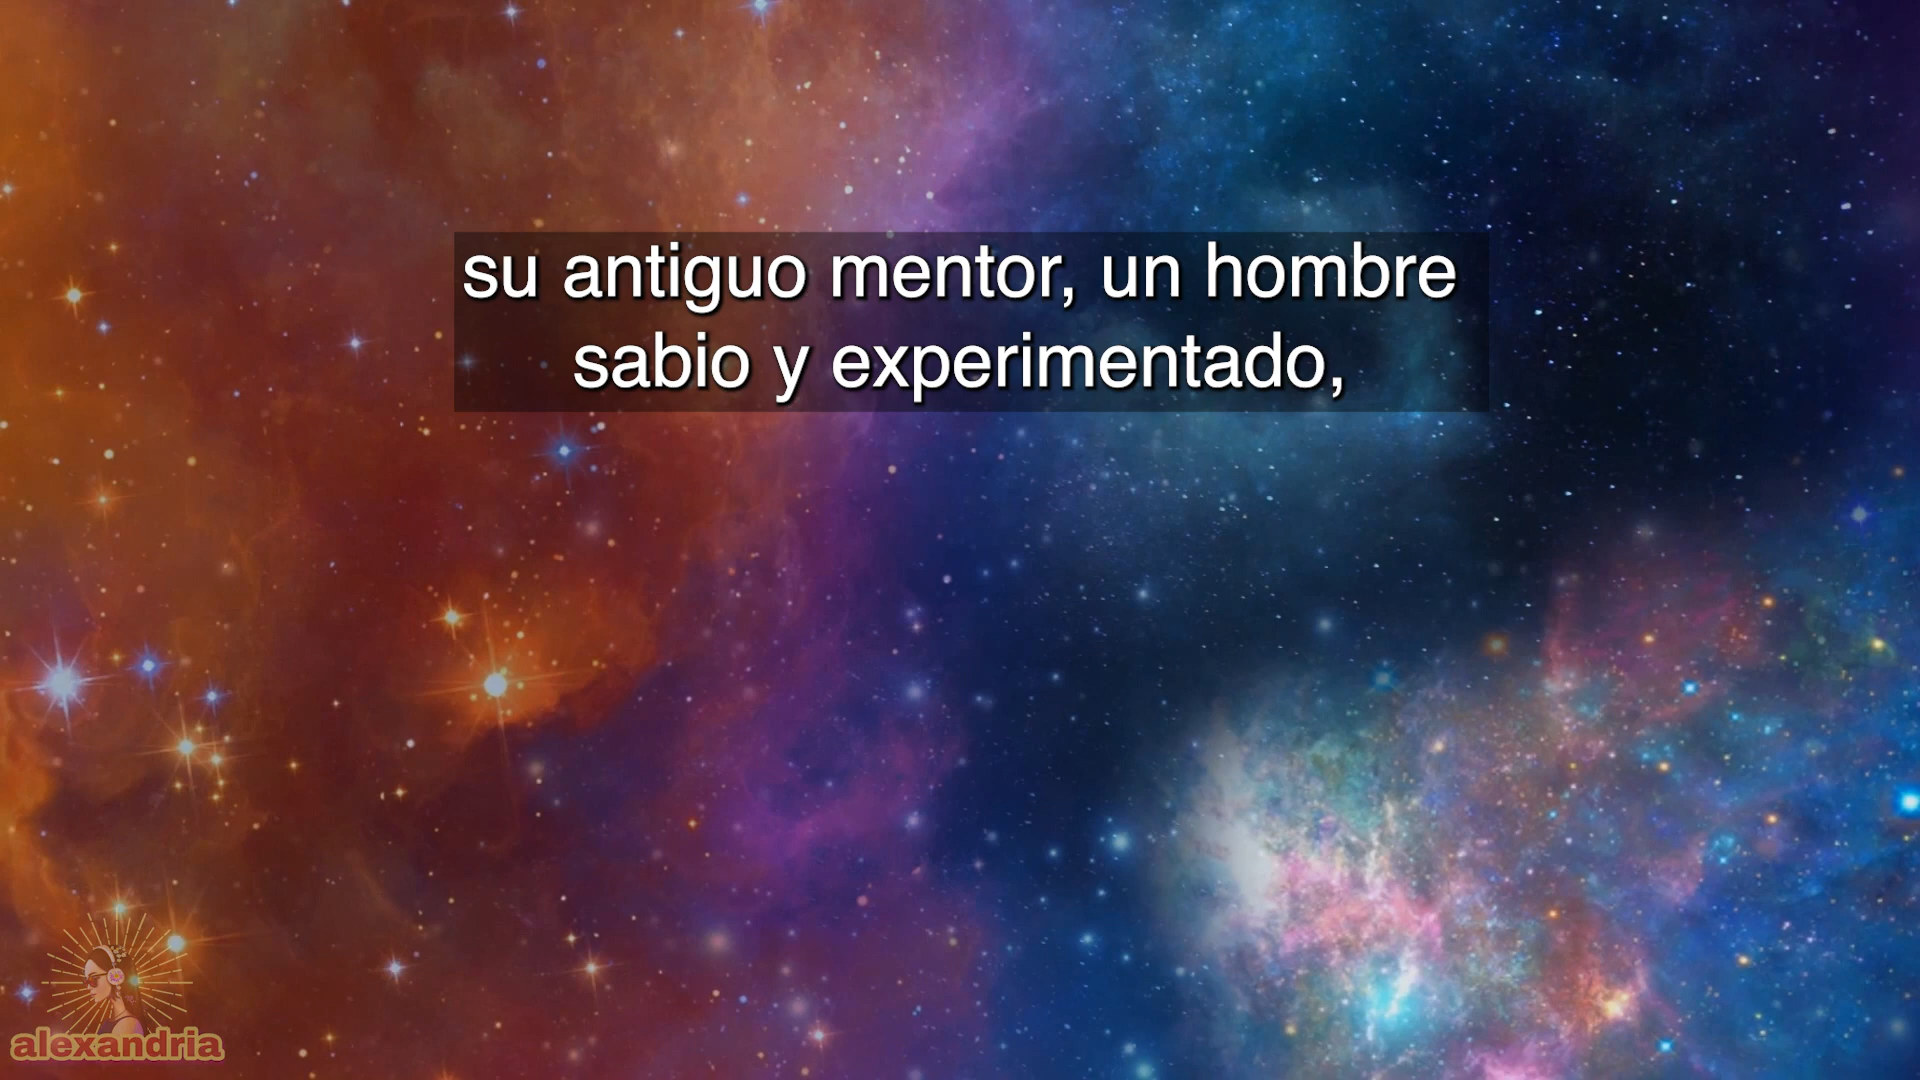 su antiguo mentor, un hombre
sabio y experimentado,
alexandria